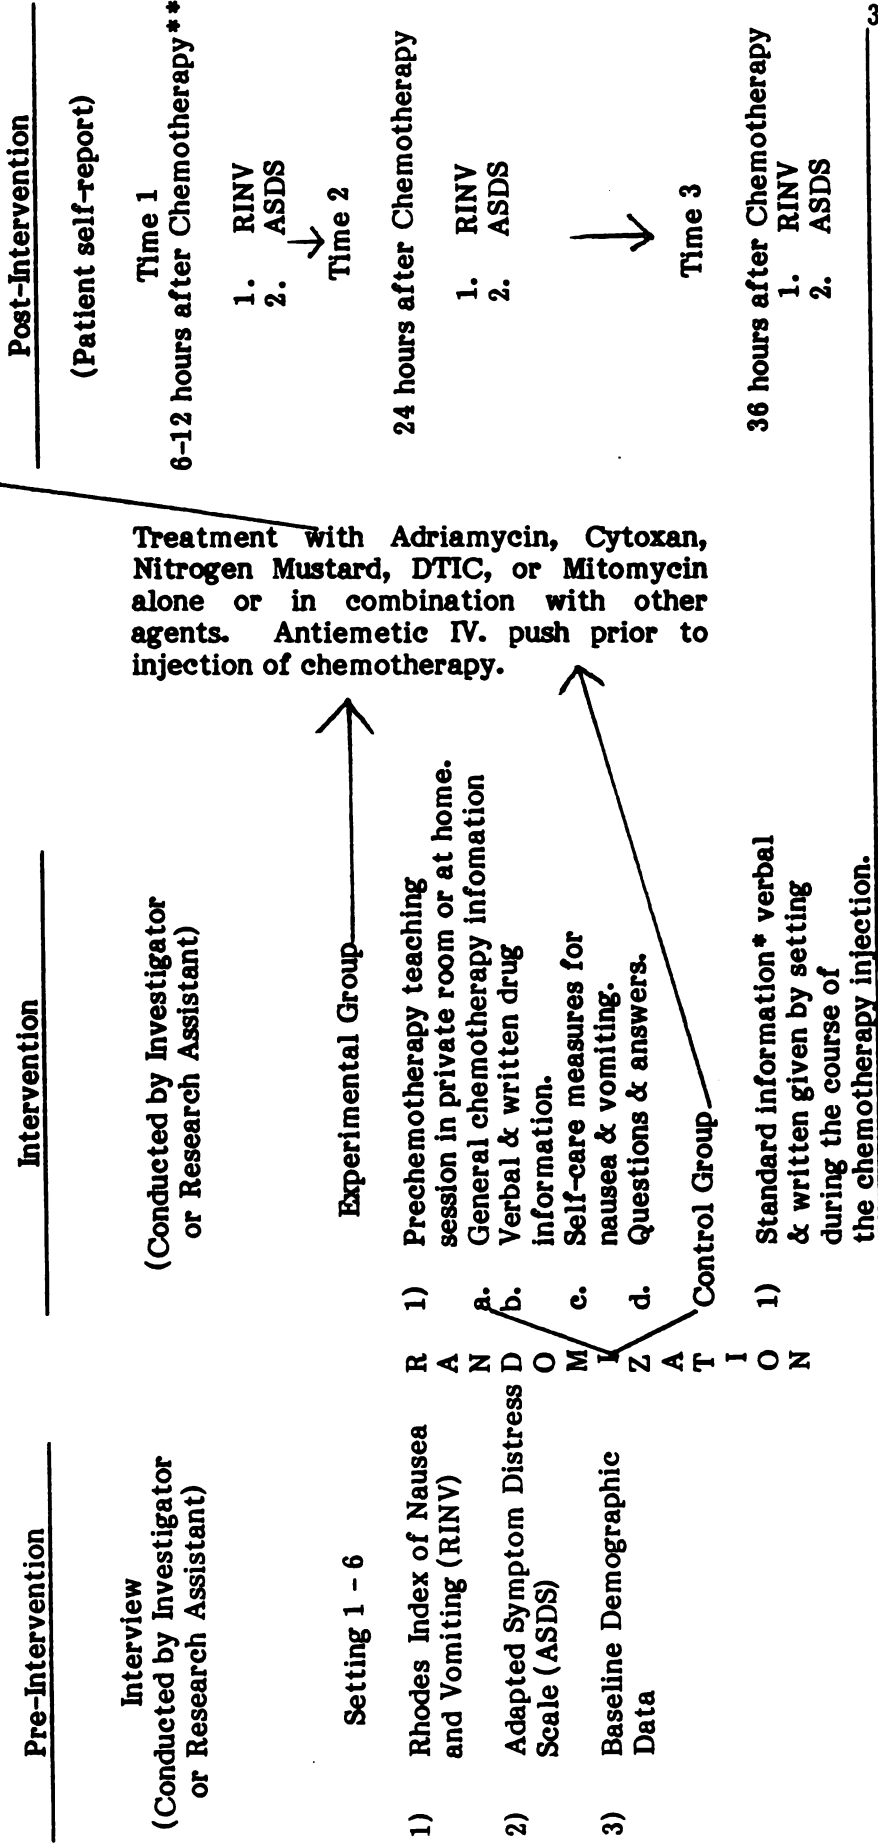 Pre-Intervention
Interview
(Conducted by Investigator
or Research Assistant)
Setting 1 - 6
1) Rhodes Index of Nausea
and Vomiting (RINV)
2) Adapted Symptom Distress
Scale (ASDS)
3) Baseline Demographic
Data
R
A
N
D
O
M
I
Z
A
T
I
O
N
Intervention
(Conducted by Investigator
or Research Assistant)
Experimental Group
1) Prechemotherapy teaching
session in private room or at home.
a. General chemotherapy infomation
b. Verbal & written drug
information.
c. Self-care measures for
nausea & vomiting.
d. Questions & answers.
Control Group
1) Standard information* verbal
& written given by setting
during the course of
the chemotherapy injection.
Treatment with Adriamycin, Cytoxan,
Nitrogen Mustard, DTIC, or Mitomycin
alone or in combination with other
agents. Antiemetic IV. push prior to
injection of chemotherapy.
Post-Intervention
(Patient self-report)
Time 1
6-12 hours after Chemotherapy**
1. RINV
2. ASDS
Time 2
24 hours after Chemotherapy
1. RINV
2. ASDS
Time 3
36 hours after Chemotherapy
1. RINV
2. ASDS